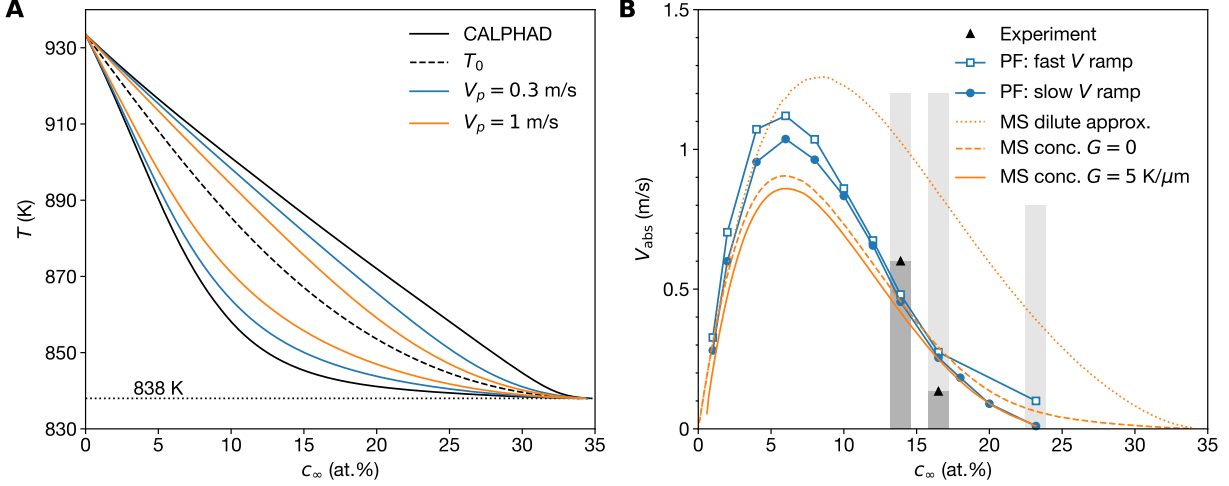 A
930
910
890
870
850
830
T (K)
838 K
0
5
10
15
20
25
30
35
c∞ (at.%)
CALPHAD
T0
Vp = 0.3 m/s
Vp = 1 m/s
B
1.5
1
0.5
0
Vabs (m/s)
0
5
10
15
20
25
30
35
c∞ (at.%)
Experiment
PF: fast V ramp
PF: slow V ramp
MS dilute approx.
MS conc. G = 0
MS conc. G = 5 K/μm